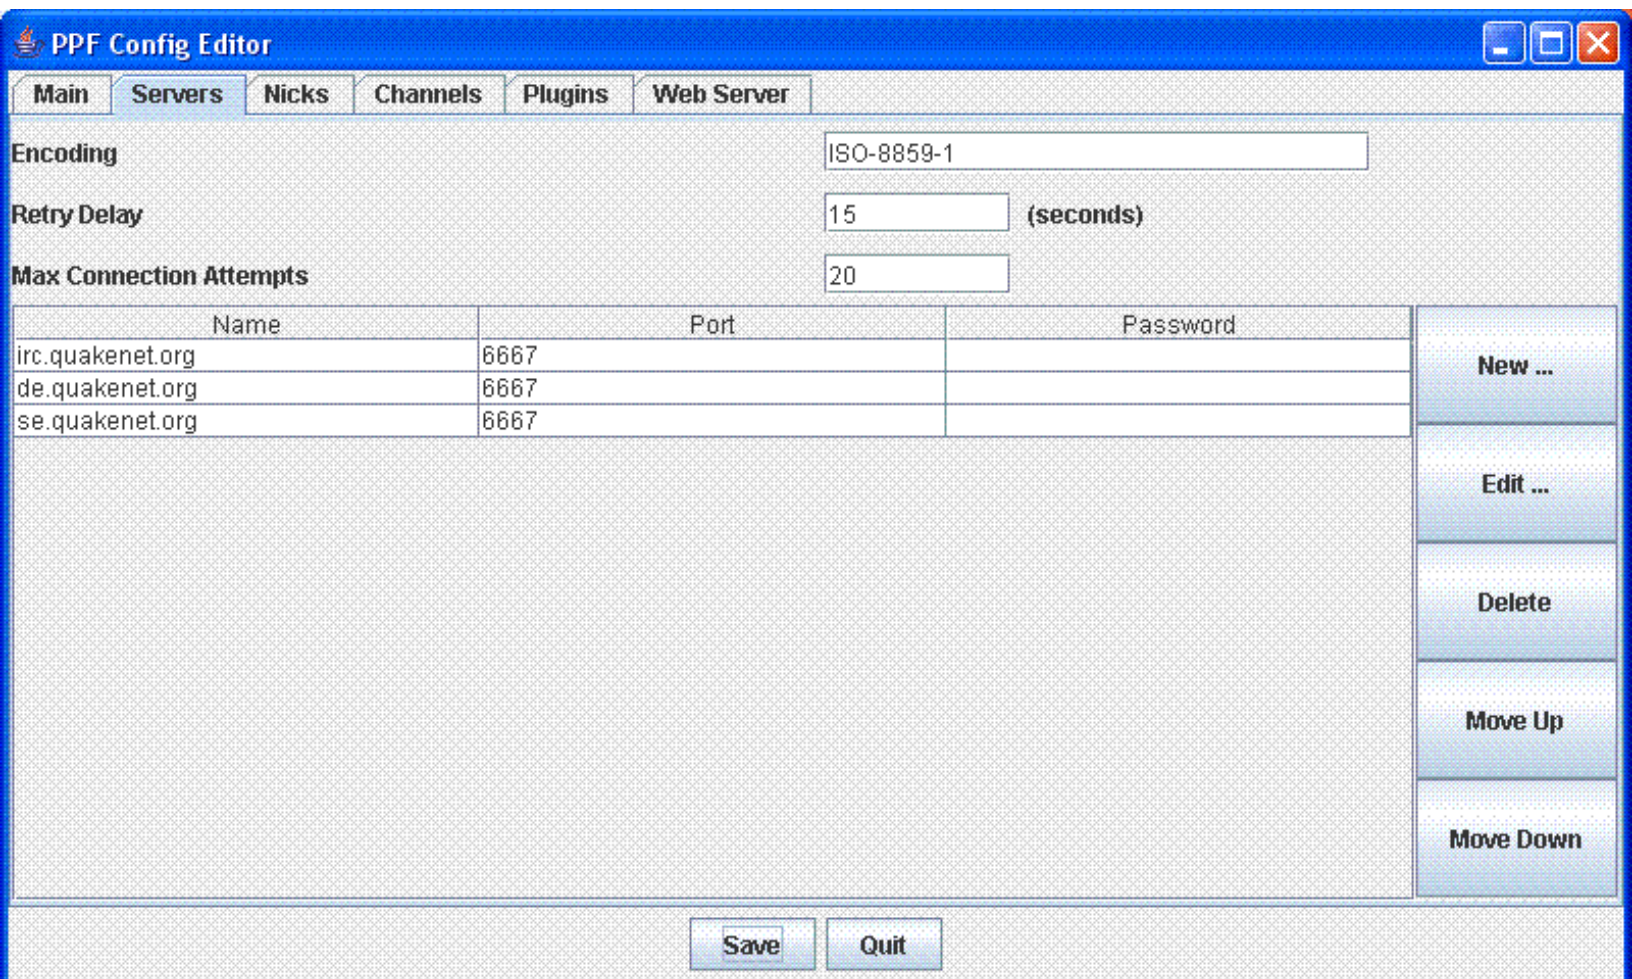 PPF Config Editor
Main Servers Nicks Channels Plugins Web Server
Encoding ISO-8859-1
Retry Delay 15 (seconds)
Max Connection Attempts 20
Name Port Password
irc.quakenet.org 6667
de.quakenet.org 6667
se.quakenet.org 6667
New ...
Edit ...
Delete
Move Up
Move Down
Save Quit